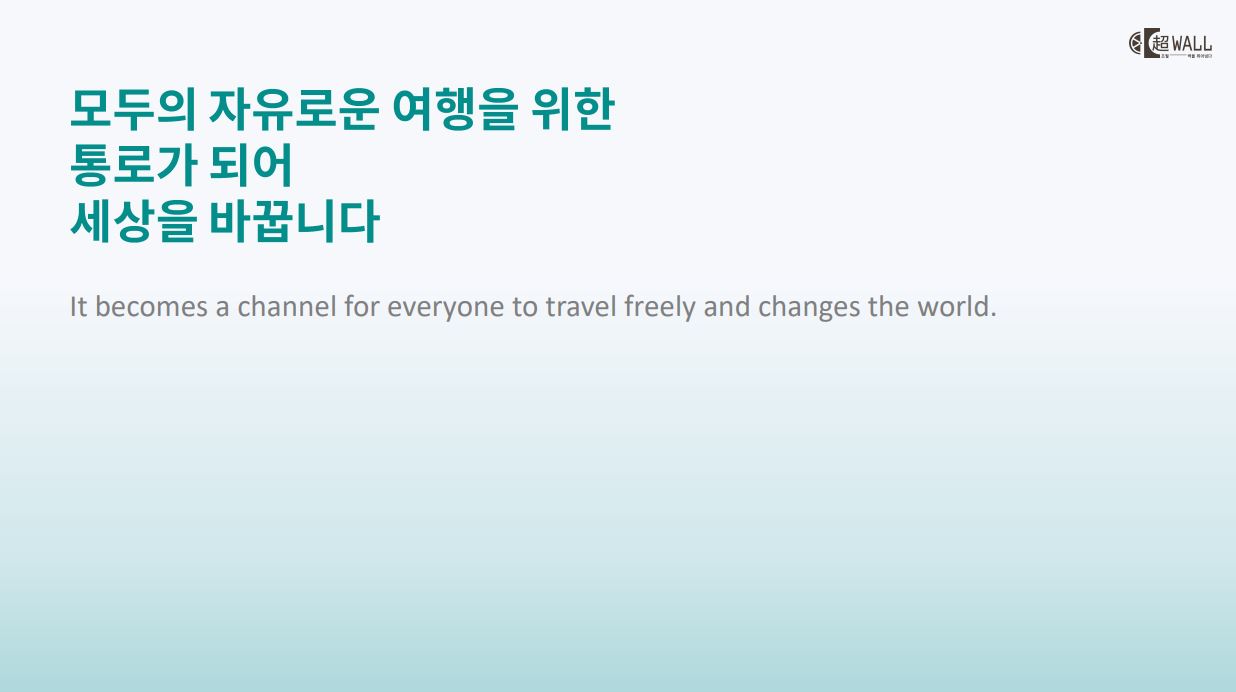 超WALL
모두의 자유로운 여행을 위한
통로가 되어
세상을 바꿉니다
It becomes a channel for everyone to travel freely and changes the world.